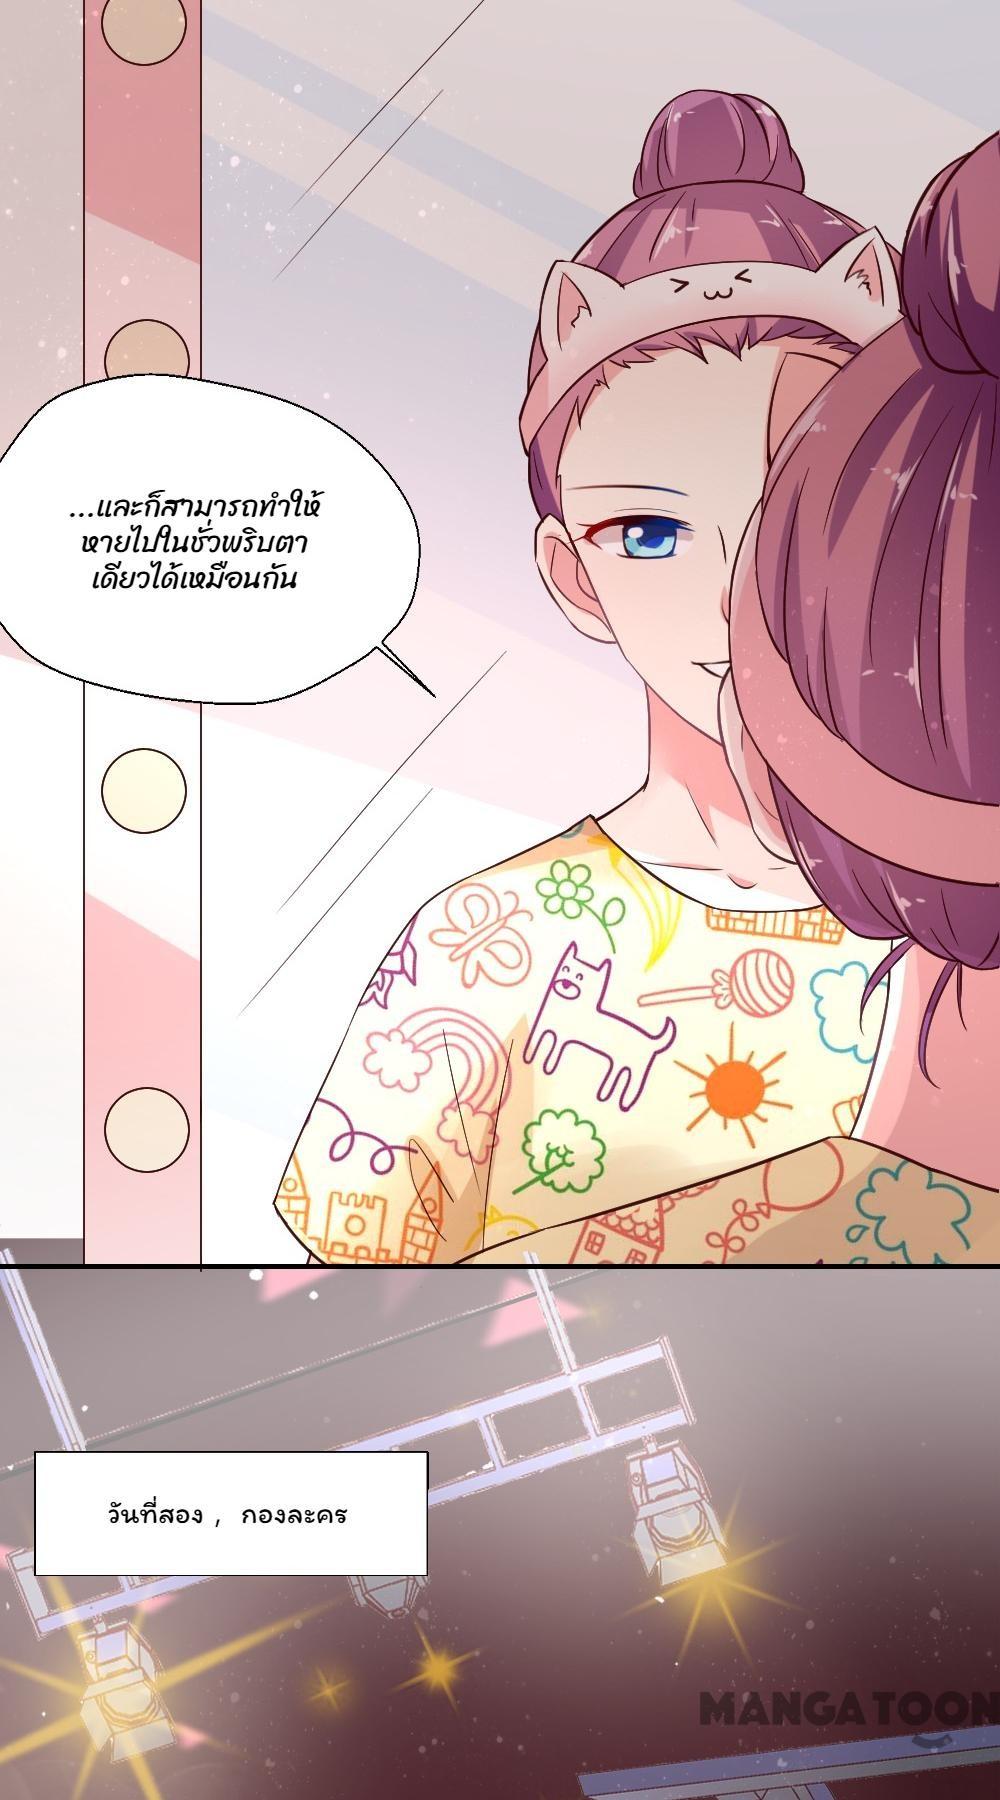 ...และก็สามารถทำให้
หายไปในชั่วพริบตา
เดียวได้เหมือนกัน
วันที่สอง , กองละคร
MANGATOON